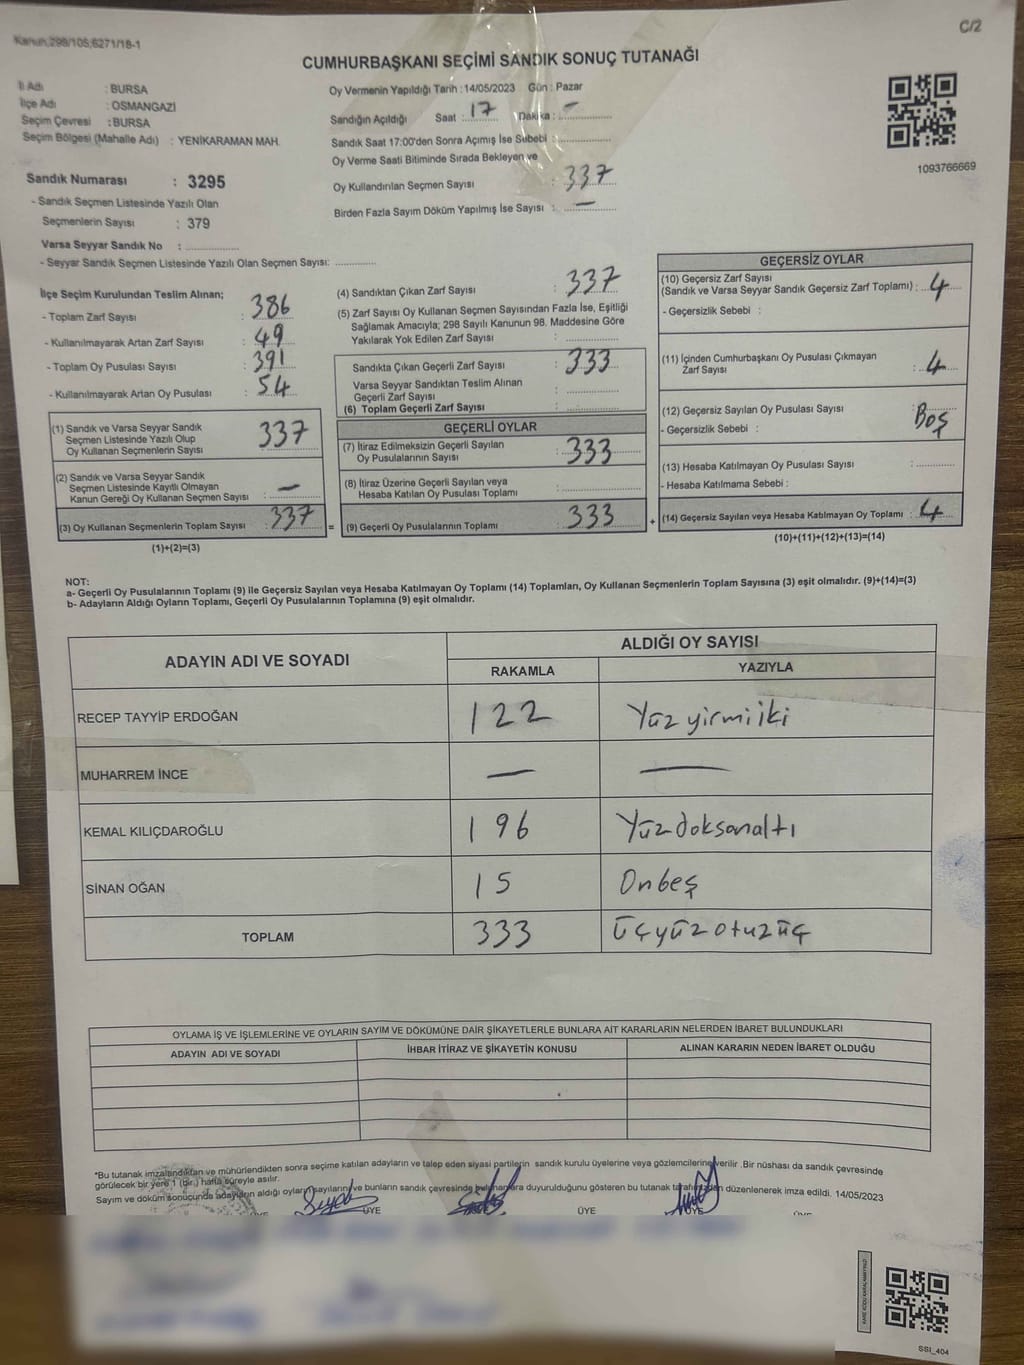 Kanun,298/105;6271/18-1
C/2
CUMHURBAŞKANI SEÇİMİ SANDIK SONUÇ TUTANAĞI
İl Adı : BURSA
İlçe Adı : OSMANGAZİ
Seçim Çevresi : BURSA
Seçim Bölgesi (Mahalle Adı) : YENİKARAMAN MAH.
Oy Vermenin Yapıldığı Tarih :14/05/2023 Gün : Pazar
Sandığın Açıldığı Saat : 17 Dakika : –
Sandık Saat 17:00'den Sonra Açımış İse Sebebi :
Oy Verme Saati Bitiminde Sırada Bekleyen ve
Oy Kullandırılan Seçmen Sayısı : 337
Birden Fazla Sayım Döküm Yapılmış İse Sayısı : –
1093766669
Sandık Numarası : 3295
- Sandık Seçmen Listesinde Yazılı Olan
Seçmenlerin Sayısı : 379
Varsa Seyyar Sandık No :
- Seyyar Sandık Seçmen Listesinde Yazılı Olan Seçmen Sayısı:
İlçe Seçim Kurulundan Teslim Alınan;
- Toplam Zarf Sayısı : 386
- Kullanılmayarak Artan Zarf Sayısı : 49
- Toplam Oy Pusulası Sayısı : 391
- Kullanılmayarak Artan Oy Pusulası : 54
(1) Sandık ve Varsa Seyyar Sandık
Seçmen Listesinde Yazılı Olup
Oy Kullanan Seçmenlerin Sayısı : 337
(2) Sandık ve Varsa Seyyar Sandık
Seçmen Listesinde Kayıtlı Olmayan
Kanun Gereği Oy Kullanan Seçmen Sayısı : –
(3) Oy Kullanan Seçmenlerin Toplam Sayısı : 337
(1)+(2)=(3)
(4) Sandıktan Çıkan Zarf Sayısı : 337
(5) Zarf Sayısı Oy Kullanan Seçmen Sayısından Fazla İse, Eşitliği
Sağlamak Amacıyla; 298 Sayılı Kanunun 98. Maddesine Göre
Yakılarak Yok Edilen Zarf Sayısı :
Sandıkta Çıkan Geçerli Zarf Sayısı : 333
Varsa Seyyar Sandıktan Teslim Alınan
Geçerli Zarf Sayısı :
(6) Toplam Geçerli Zarf Sayısı :
GEÇERLİ OYLAR
(7) İtiraz Edilmeksizin Geçerli Sayılan
Oy Pusulalarının Sayısı : 333
(8) İtiraz Üzerine Geçerli Sayılan veya
Hesaba Katılan Oy Pusulası Toplamı :
= (9) Geçerli Oy Pusulalarının Toplamı : 333
GEÇERSİZ OYLAR
(10) Geçersiz Zarf Sayısı
(Sandık ve Varsa Seyyar Sandık Geçersiz Zarf Toplamı) : 4
- Geçersizlik Sebebi :
(11) İçinden Cumhurbaşkanı Oy Pusulası Çıkmayan
Zarf Sayısı : 4
(12) Geçersiz Sayılan Oy Pusulası Sayısı :
- Geçersizlik Sebebi : Boş
(13) Hesaba Katılmayan Oy Pusulası Sayısı :
- Hesaba Katılmama Sebebi :
+ (14) Geçersiz Sayılan veya Hesaba Katılmayan Oy Toplamı : 4
(10)+(11)+(12)+(13)=(14)
NOT:
a- Geçerli Oy Pusulalarının Toplamı (9) ile Geçersiz Sayılan veya Hesaba Katılmayan Oy Toplamı (14) Toplamları, Oy Kullanan Seçmenlerin Toplam Sayısına (3) eşit olmalıdır. (9)+(14)=(3)
b- Adayların Aldığı Oyların Toplamı, Geçerli Oy Pusulalarının Toplamına (9) eşit olmalıdır.
ADAYIN ADI VE SOYADI
ALDIĞI OY SAYISI
RAKAMLA YAZIYLA
RECEP TAYYİP ERDOĞAN 122 Yüz yirmiiki
MUHARREM İNCE — —
KEMAL KILIÇDAROĞLU 196 Yüzdoksanaltı
SİNAN OĞAN 15 Onbeş
TOPLAM 333 üçyüzotuzüç
OYLAMA İŞ VE İŞLEMLERİNE VE OYLARIN SAYIM VE DÖKÜMÜNE DAİR ŞİKAYETLERLE BUNLARA AİT KARARLARIN NELERDEN İBARET BULUNDUKLARI
ADAYIN ADI VE SOYADI İHBAR İTİRAZ VE ŞİKAYETİN KONUSU ALINAN KARARIN NEDEN İBARET OLDUĞU
*Bu tutanak imzalandıktan ve mühürlendikten sonra seçime katılan adayların ve talep eden siyasi partilerin sandık kurulu üyelerine veya gözlemcilerine verilir .Bir nüshası da sandık çevresinde
görülecek bir yere 1 (bir ) hafta süreyle asılır.
Sayım ve döküm sonucunda adayların aldığı oyların sayılarını ve bunların sandık çevresinde bulunanlara duyurulduğunu gösteren bu tutanak tarafımızdan düzenlenerek imza edildi. 14/05/2023
ÜYE ÜYE ÜYE
SSI_404